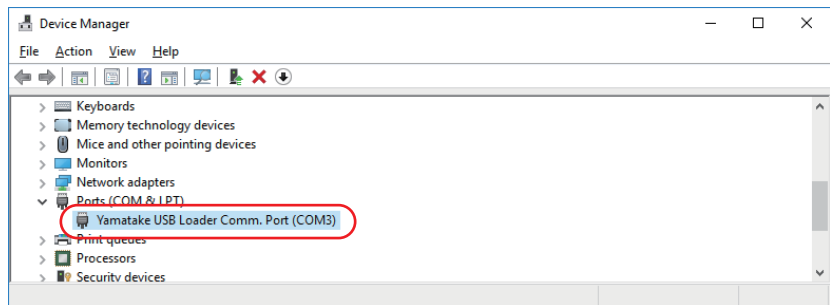 Device Manager
File Action View Help
Keyboards
Memory technology devices
Mice and other pointing devices
Monitors
Network adapters
Ports (COM & LPT)
Yamatake USB Loader Comm. Port (COM3)
Print queues
Processors
Security devices